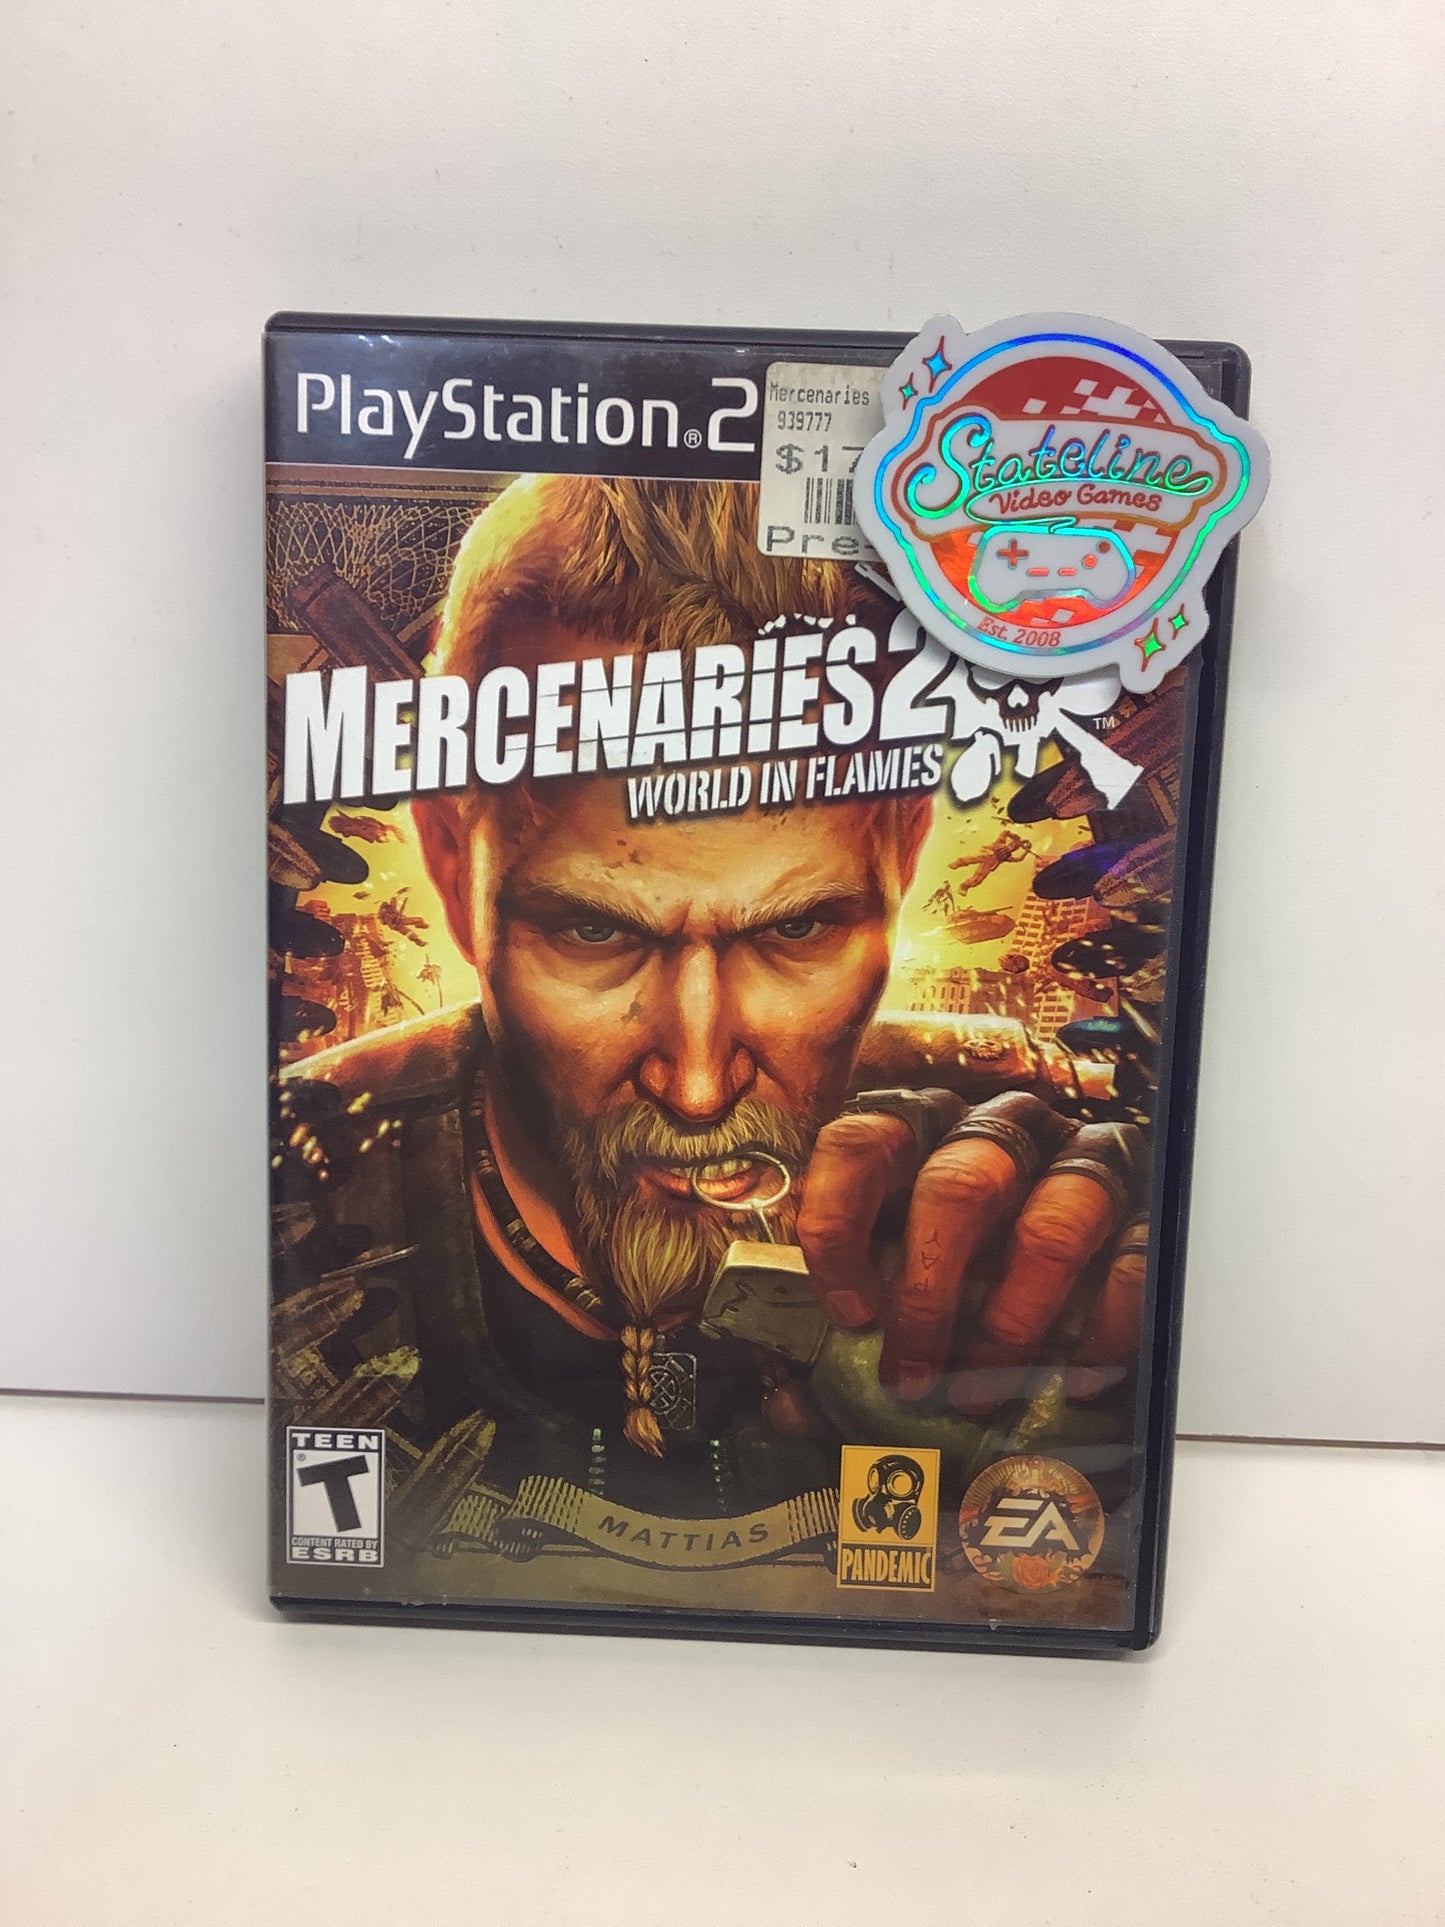 PlayStation®2
Mercenaries
939777
$17
Pre-
Stateline
Video Games
Est. 2008
MERCENARIES 2
TM
WORLD IN FLAMES
TEEN
T
®
CONTENT RATED BY
ESRB
MATTIAS
PANDEMIC
EA